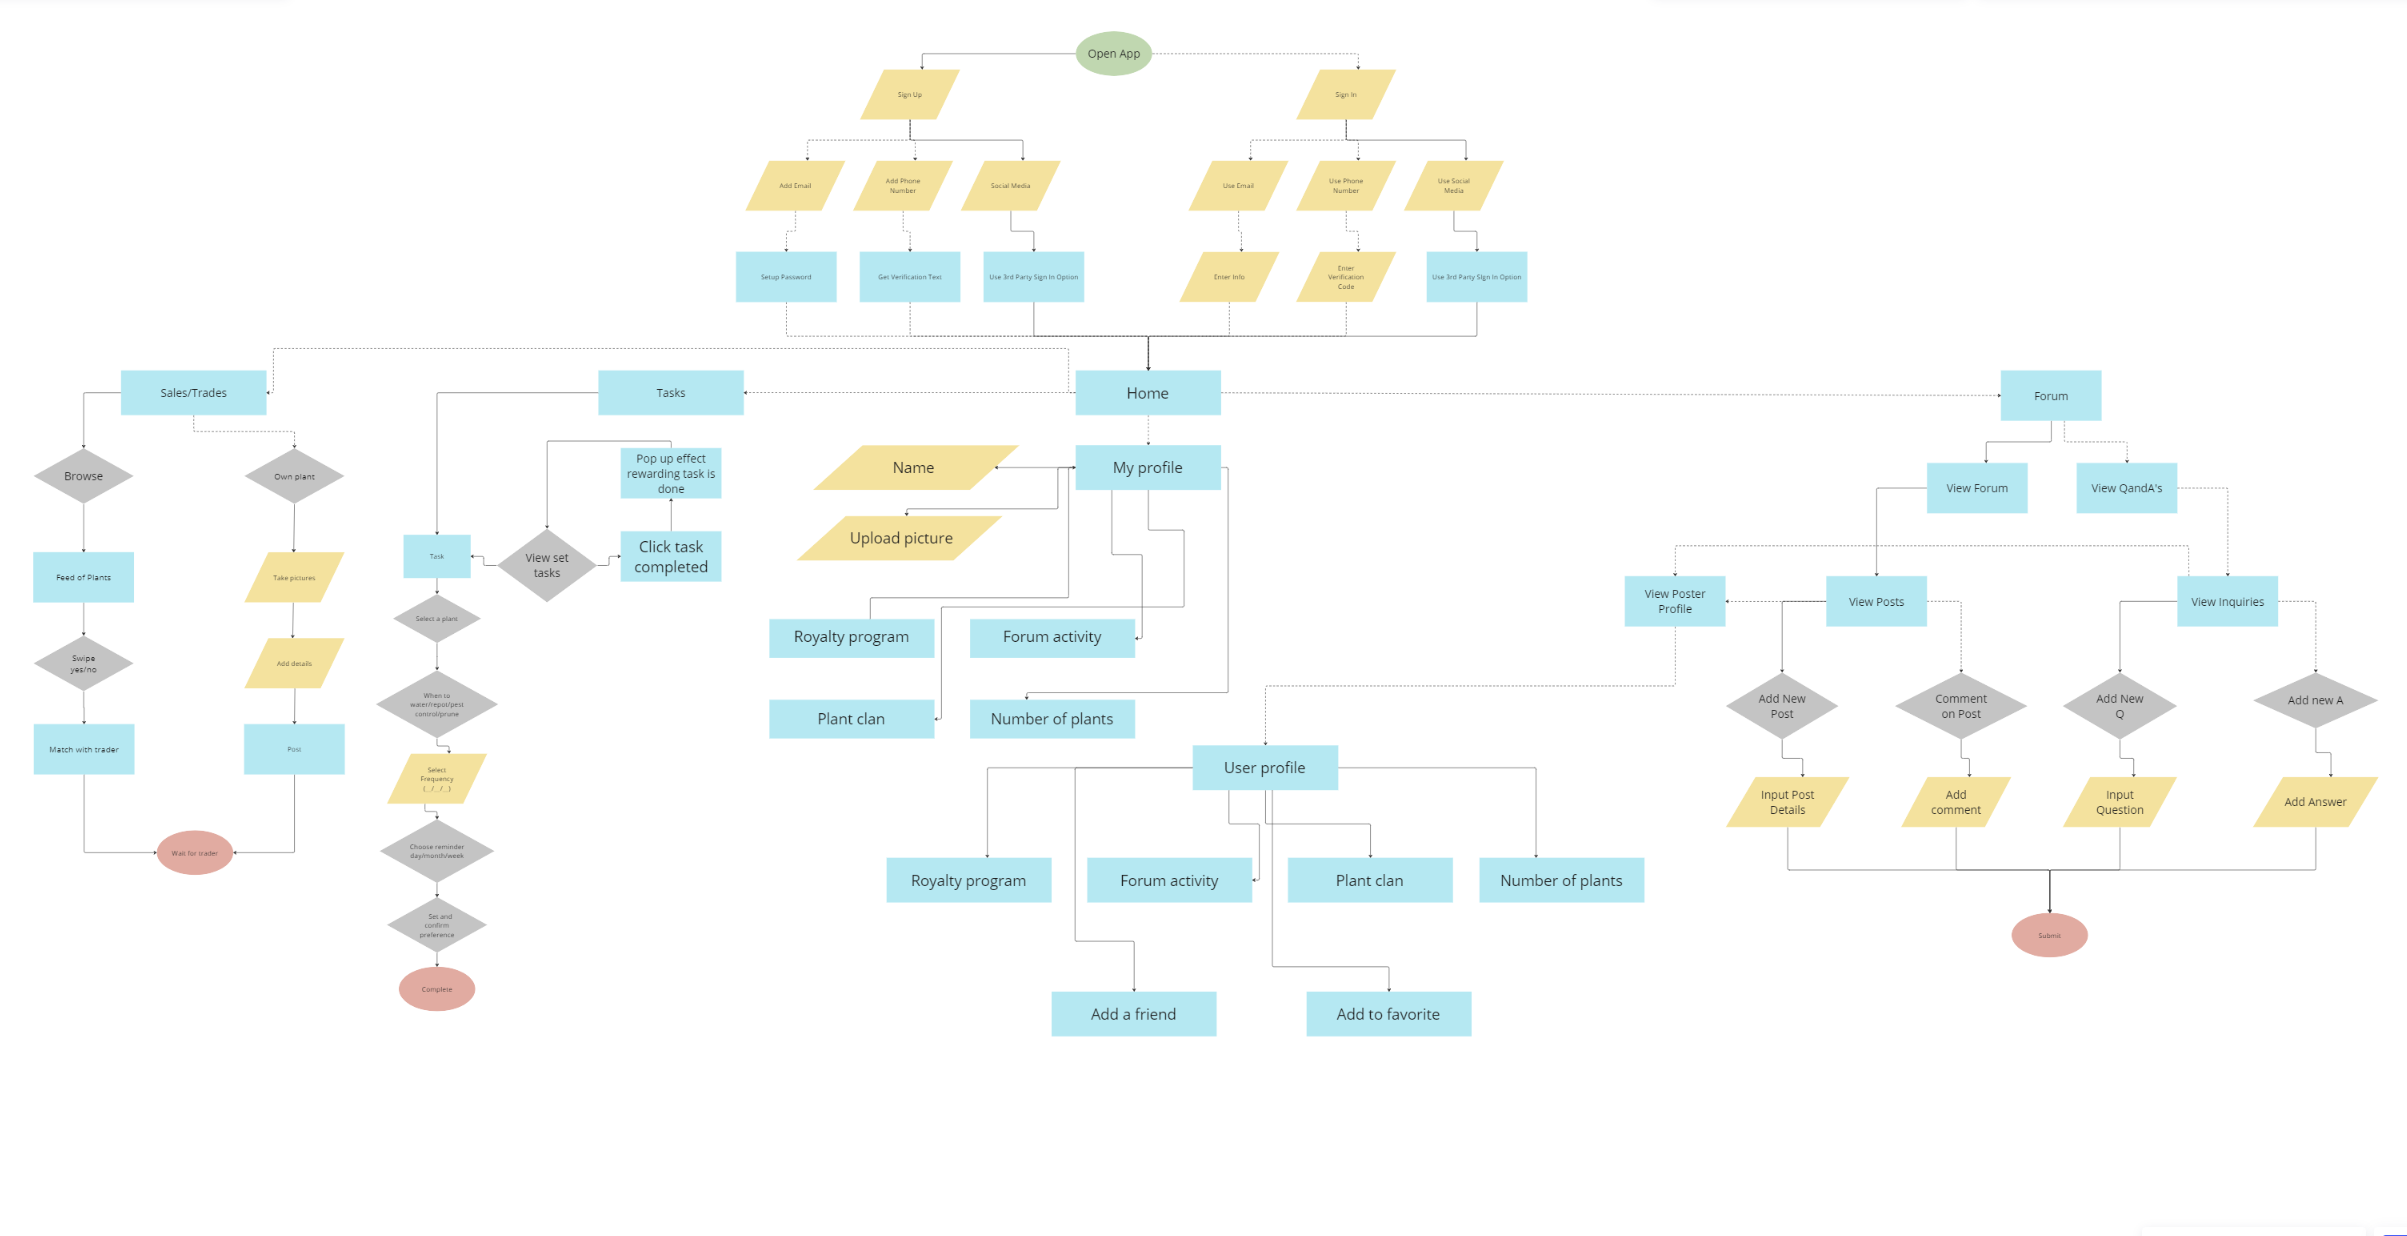 Open App
Sign Up
Sign In
Add Email
Add Phone
Number
Social Media
Use Email
Use Phone
Number
Use Social
Media
Setup Password
Get Verification Text
Use 3rd Party Sign In Option
Enter Info
Enter
Verification
Code
Use 3rd Party Sign In Option
Sales/Trades
Tasks
Home
Forum
Browse
Own plant
Pop up effect
rewarding task is
done
Name
My profile
View Forum
View QandA's
Upload picture
Task
View set
tasks
Click task
completed
Feed of Plants
Take pictures
View Poster
Profile
View Posts
View Inquiries
Select a plant
Royalty program
Forum activity
Swipe
yes/no
Add details
When to
water/repot/pest
control/prune
Plant clan
Number of plants
Add New
Post
Comment
on Post
Add New
Q
Add new A
Match with trader
Post
Select
Frequency
(__/__/__)
User profile
Input Post
Details
Add
comment
Input
Question
Add Answer
Wait for trader
Choose reminder
day/month/week
Royalty program
Forum activity
Plant clan
Number of plants
Set and
confirm
preference
Submit
Complete
Add a friend
Add to favorite